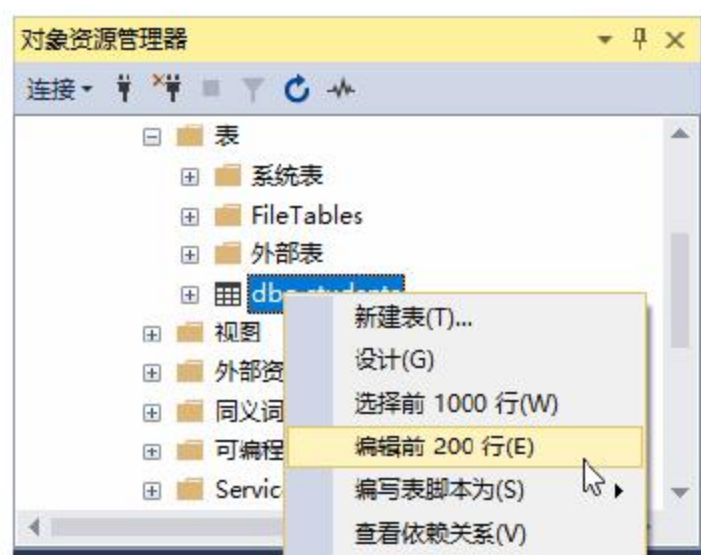 对象资源管理器
连接
表
系统表
FileTables
外部表
新建表(T)...
视图
设计(G)
外部资
选择前 1000 行(W)
同义词
编辑前 200 行(E)
可编程
编写表脚本为(S)
Servic
查看依赖关系(V)